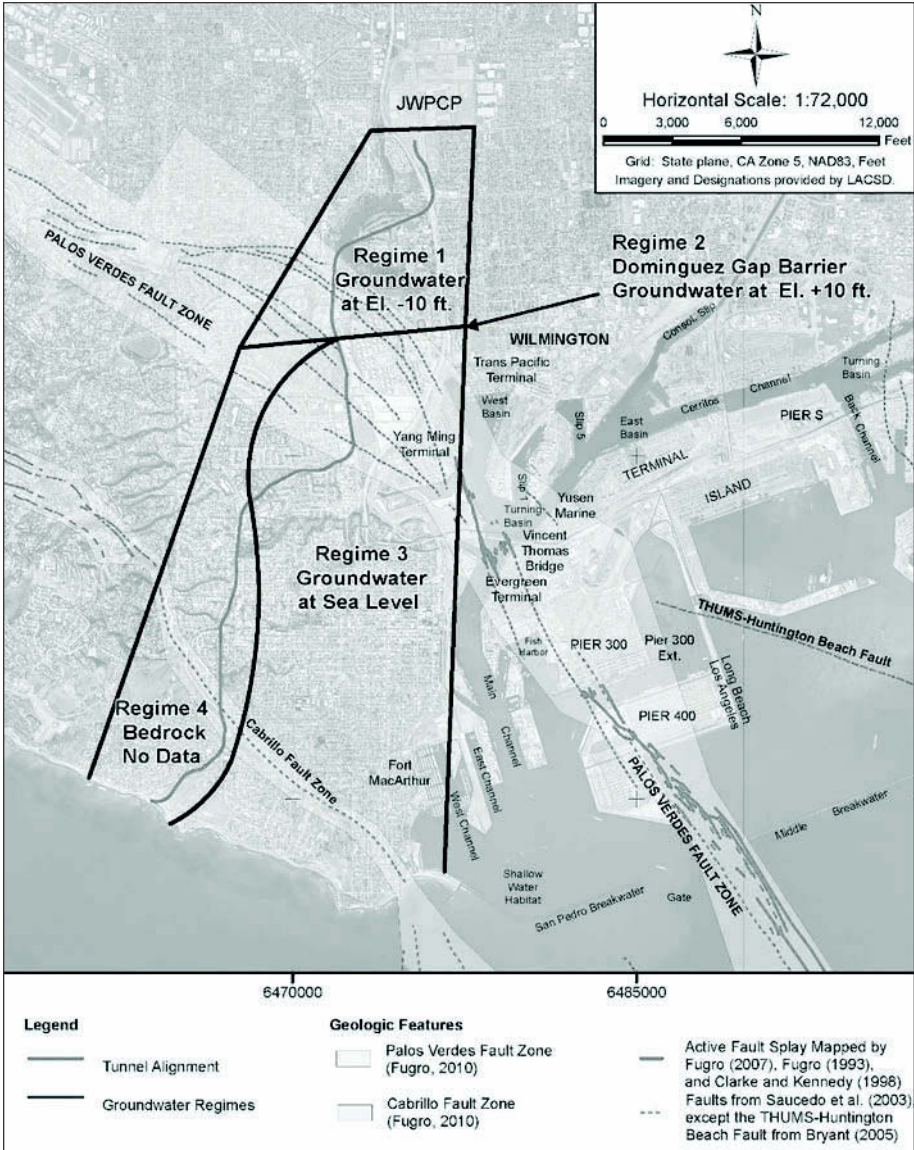 N
Horizontal Scale: 1:72,000
0 3,000 6,000 12,000
Feet
Grid: State plane, CA Zone 5, NAD83, Feet
Imagery and Designations provided by LACSD.
JWPCP
PALOS VERDES FAULT ZONE
Regime 1
Groundwater
at El. -10 ft.
Regime 2
Dominguez Gap Barrier
Groundwater at El. +10 ft.
WILMINGTON
Consol. Slip
Trans Pacific
Terminal
West
Basin
Slip 5
East
Basin
Cerritos
Channel
Turning
Basin
Back Channel
PIER S
Yang Ming
Terminal
TERMINAL
ISLAND
Slip 1
Yusen
Marine
Turning
Basin
Vincent
Thomas
Bridge
Evergreen
Terminal
Regime 3
Groundwater
at Sea Level
THUMS-Huntington
Beach Fault
Fish
Harbor
PIER 300
Pier 300
Ext.
Long Beach
Los Angeles
Main
Channel
PIER 400
Regime 4
Bedrock
No Data
Cabrillo Fault
Zone
Fort
MacArthur
East Channel
West Channel
PALOS VERDES FAULT ZONE
Middle
Breakwater
Shallow
Water
Habitat
San Pedro Breakwater
Gate
6470000
6485000
Legend
Tunnel Alignment
Groundwater Regimes
Geologic Features
Palos Verdes Fault Zone
(Fugro, 2010)
Cabrillo Fault Zone
(Fugro, 2010)
Active Fault Splay Mapped by
Fugro (2007), Fugro (1993),
and Clarke and Kennedy (1998)
Faults from Saucedo et al. (2003),
except the THUMS-Huntington
Beach Fault from Bryant (2005)